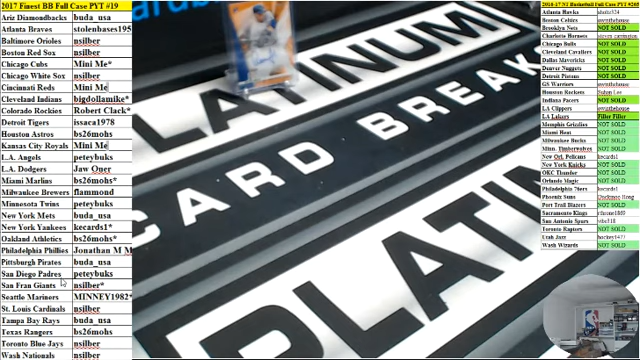 2017 Finest BB Full Case PYT #19
Ariz Diamondbacks buda_usa
Atlanta Braves stolenbases195
Baltimore Orioles nsilber
Boston Red Sox nsilber
Chicago Cubs Mini Me*
Chicago White Sox nsilber
Cincinnati Reds Mini Me
Cleveland Indians bigdollamike*
Colorado Rockies Robert Clack*
Detroit Tigers issaca1978
Houston Astros bs26mohs
Kansas City Royals Mini Me
L.A. Angels peteybuks
L.A. Dodgers Jaw Oner
Miami Marlins bs26mohs*
Milwaukee Brewers flammond
Minnesota Twins peteybuks
New York Mets buda_usa
New York Yankees kecards1*
Oakland Athletics bs26mohs*
Philadelphia Phillies Jonathan M M
Pittsburgh Pirates buda_usa
San Diego Padres peteybuks
San Fran Giants nsilber*
Seattle Mariners MINNEY1982*
St. Louis Cardinals nsilber
Tampa Bay Rays buda_usa
Texas Rangers bs26mohs
Toronto Blue Jays nsilber
Wash Nationals nsilber
PLATINUM
CARD BREAK
PLATIN
Atlanta Hawks
Boston Celtics
Brooklyn Nets NOT SOLD
Charlotte Hornets
Chicago Bulls NOT SOLD
Cleveland Cavaliers NOT SOLD
Dallas Mavericks NOT SOLD
Denver Nuggets NOT SOLD
Detroit Pistons NOT SOLD
GS Warriors
Houston Rockets
Indiana Pacers NOT SOLD
LA Clippers
LA Lakers Filler Filler
Memphis Grizzlies NOT SOLD
Miami Heat NOT SOLD
Milwaukee Bucks NOT SOLD
Minn. Timberwolves NOT SOLD
New Orl. Pelicans kecards1
New York Knicks NOT SOLD
OKC Thunder NOT SOLD
Orlando Magic NOT SOLD
Philadelphia 76ers kecards1
Phoenix Suns
Port Trail Blazers NOT SOLD
Sacramento Kings
San Antonio Spurs
Toronto Raptors NOT SOLD
Utah Jazz
Wash Wizards NOT SOLD